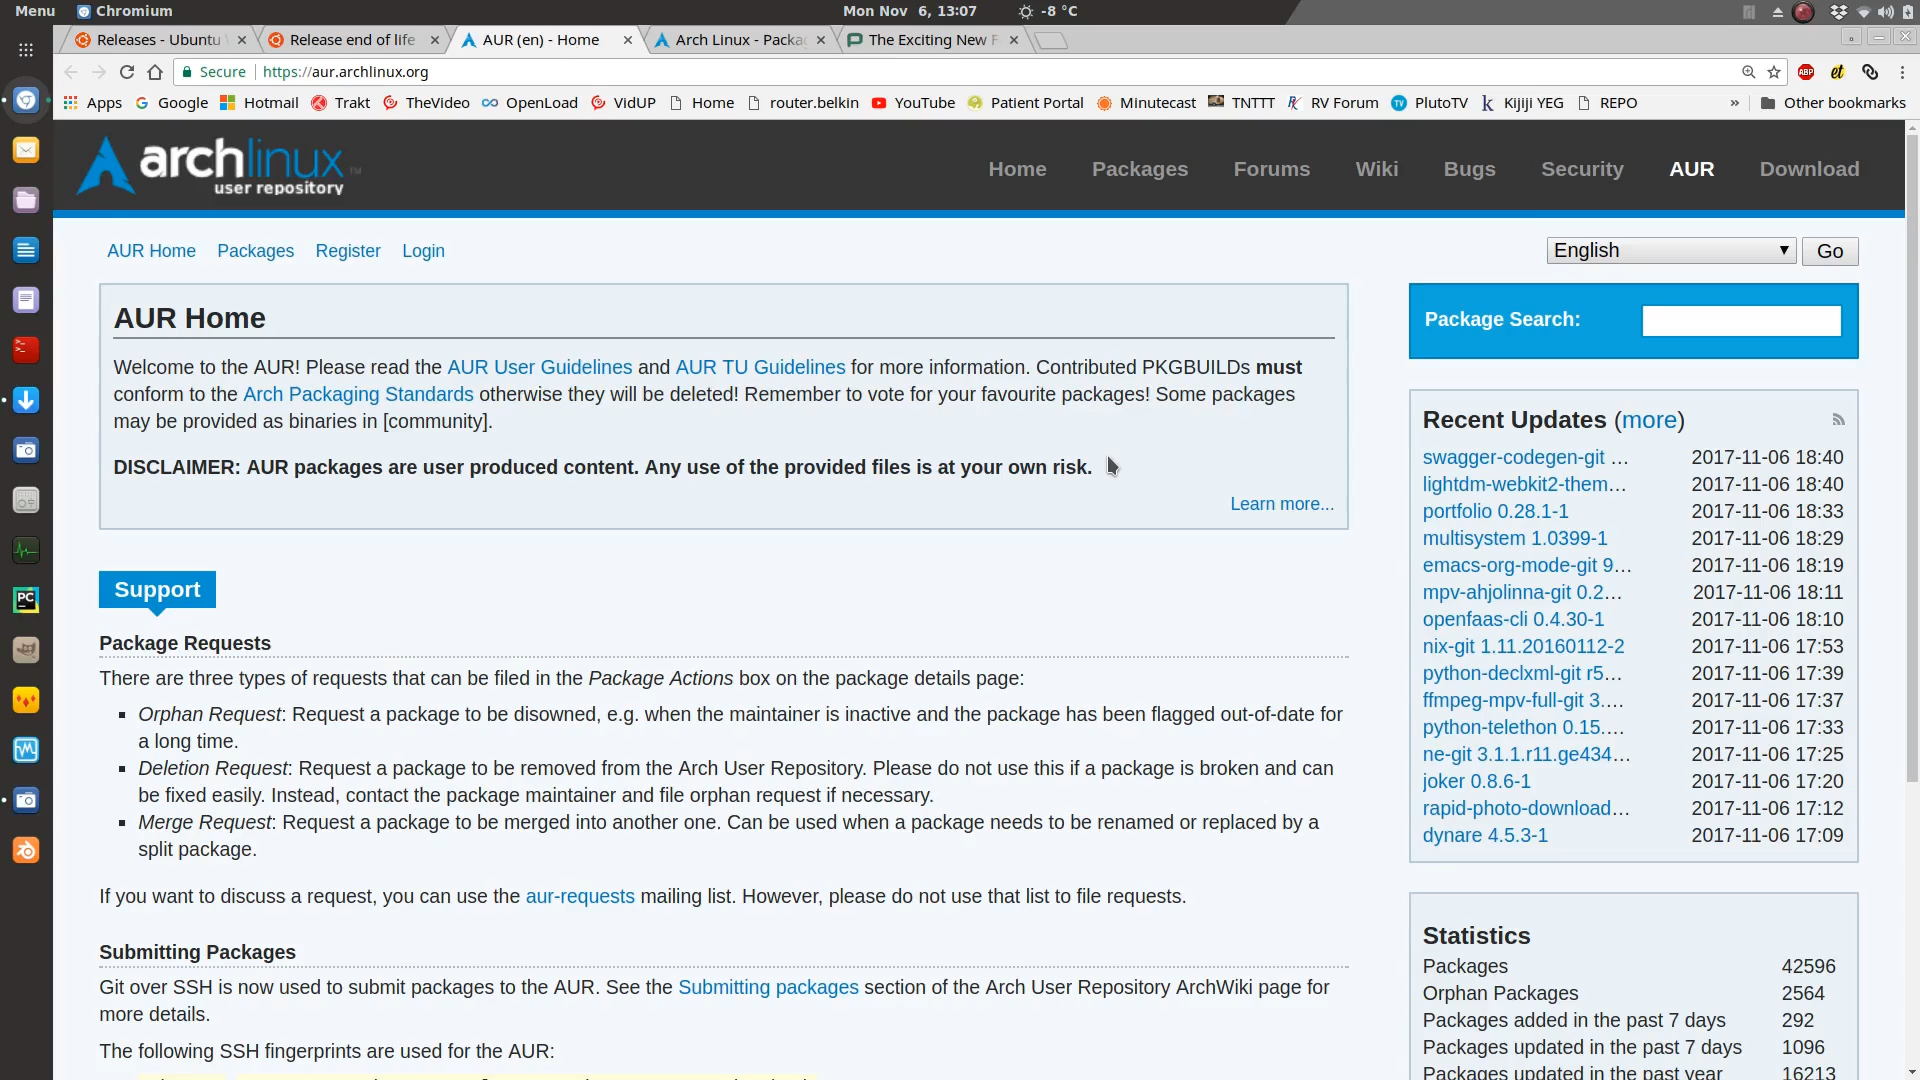 Menu Chromium Mon Nov 6, 13:07 -8 °C
Releases - Ubuntu Release end of life AUR (en) - Home Arch Linux - Packa The Exciting New F
Secure https://aur.archlinux.org
Apps Google Hotmail Trakt TheVideo OpenLoad VidUP Home router.belkin YouTube Patient Portal Minutecast TNTTT RV Forum PlutoTV Kijiji YEG REPO » Other bookmarks
archlinux™
user repository
Home Packages Forums Wiki Bugs Security AUR Download
AUR Home Packages Register Login
English Go
AUR Home
Welcome to the AUR! Please read the AUR User Guidelines and AUR TU Guidelines for more information. Contributed PKGBUILDs must
conform to the Arch Packaging Standards otherwise they will be deleted! Remember to vote for your favourite packages! Some packages
may be provided as binaries in [community].
DISCLAIMER: AUR packages are user produced content. Any use of the provided files is at your own risk.
Learn more...
Support
Package Requests
There are three types of requests that can be filed in the Package Actions box on the package details page:
Orphan Request: Request a package to be disowned, e.g. when the maintainer is inactive and the package has been flagged out-of-date for
a long time.
Deletion Request: Request a package to be removed from the Arch User Repository. Please do not use this if a package is broken and can
be fixed easily. Instead, contact the package maintainer and file orphan request if necessary.
Merge Request: Request a package to be merged into another one. Can be used when a package needs to be renamed or replaced by a
split package.
If you want to discuss a request, you can use the aur-requests mailing list. However, please do not use that list to file requests.
Submitting Packages
Git over SSH is now used to submit packages to the AUR. See the Submitting packages section of the Arch User Repository ArchWiki page for
more details.
The following SSH fingerprints are used for the AUR:
Package Search:
Recent Updates (more)
swagger-codegen-git … 2017-11-06 18:40
lightdm-webkit2-them… 2017-11-06 18:40
portfolio 0.28.1-1 2017-11-06 18:33
multisystem 1.0399-1 2017-11-06 18:29
emacs-org-mode-git 9… 2017-11-06 18:19
mpv-ahjolinna-git 0.2… 2017-11-06 18:11
openfaas-cli 0.4.30-1 2017-11-06 18:10
nix-git 1.11.20160112-2 2017-11-06 17:53
python-declxml-git r5… 2017-11-06 17:39
ffmpeg-mpv-full-git 3.… 2017-11-06 17:37
python-telethon 0.15.… 2017-11-06 17:33
ne-git 3.1.1.r11.ge434… 2017-11-06 17:25
joker 0.8.6-1 2017-11-06 17:20
rapid-photo-download… 2017-11-06 17:12
dynare 4.5.3-1 2017-11-06 17:09
Statistics
Packages 42596
Orphan Packages 2564
Packages added in the past 7 days 292
Packages updated in the past 7 days 1096
Packages updated in the past year 16213